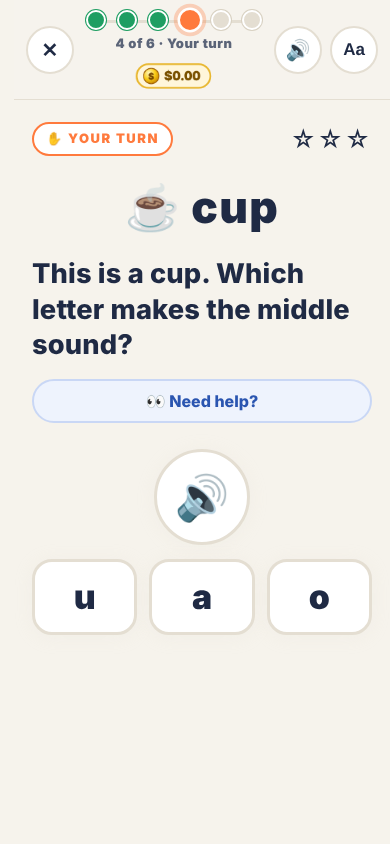 4 of 6 · Your turn
$ $0.00
Aa
YOUR TURN
cup
This is a cup. Which
letter makes the middle
sound?
Need help?
u a o